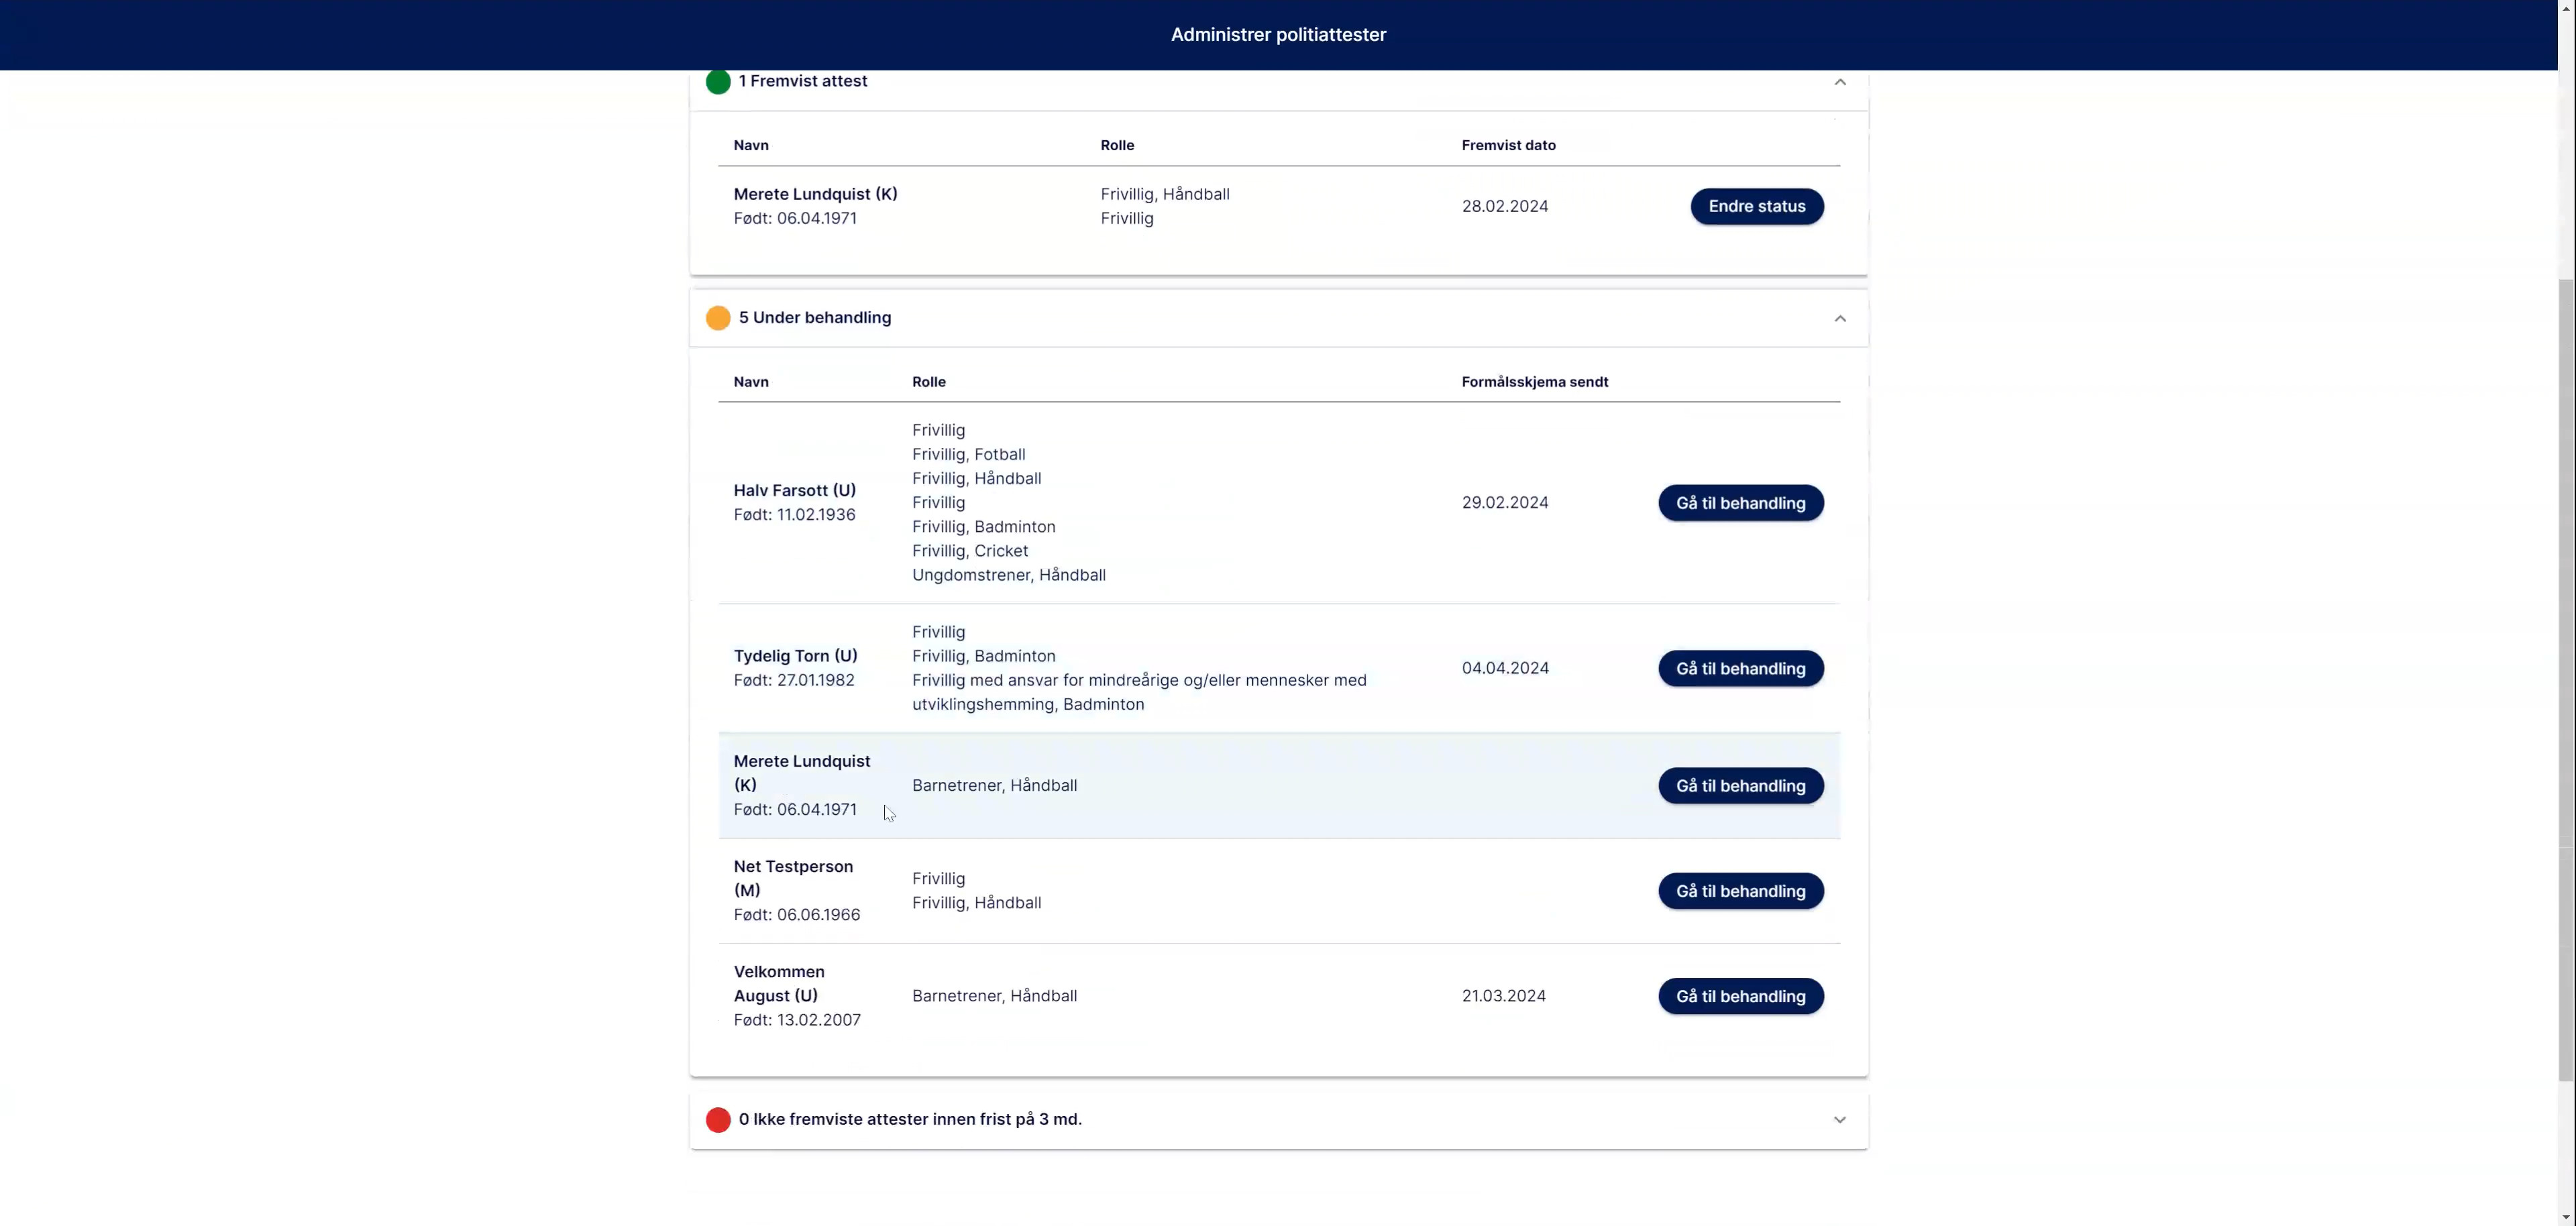 Administrer politiattester
1 Fremvist attest
Navn
Rolle
Fremvist dato
Merete Lundquist (K)
Født: 06.04.1971
Frivillig, Håndball
Frivillig
28.02.2024
Endre status
5 Under behandling
Navn
Rolle
Formålsskjema sendt
Halv Farsott (U)
Født: 11.02.1936
Frivillig
Frivillig, Fotball
Frivillig, Håndball
Frivillig
Frivillig, Badminton
Frivillig, Cricket
Ungdomstrener, Håndball
29.02.2024
Gå til behandling
Tydelig Torn (U)
Født: 27.01.1982
Frivillig
Frivillig, Badminton
Frivillig med ansvar for mindreårige og/eller mennesker med
utviklingshemming, Badminton
04.04.2024
Gå til behandling
Merete Lundquist
(K)
Født: 06.04.1971
Barnetrener, Håndball
Gå til behandling
Net Testperson
(M)
Født: 06.06.1966
Frivillig
Frivillig, Håndball
Gå til behandling
Velkommen
August (U)
Født: 13.02.2007
Barnetrener, Håndball
21.03.2024
Gå til behandling
0 Ikke fremviste attester innen frist på 3 md.